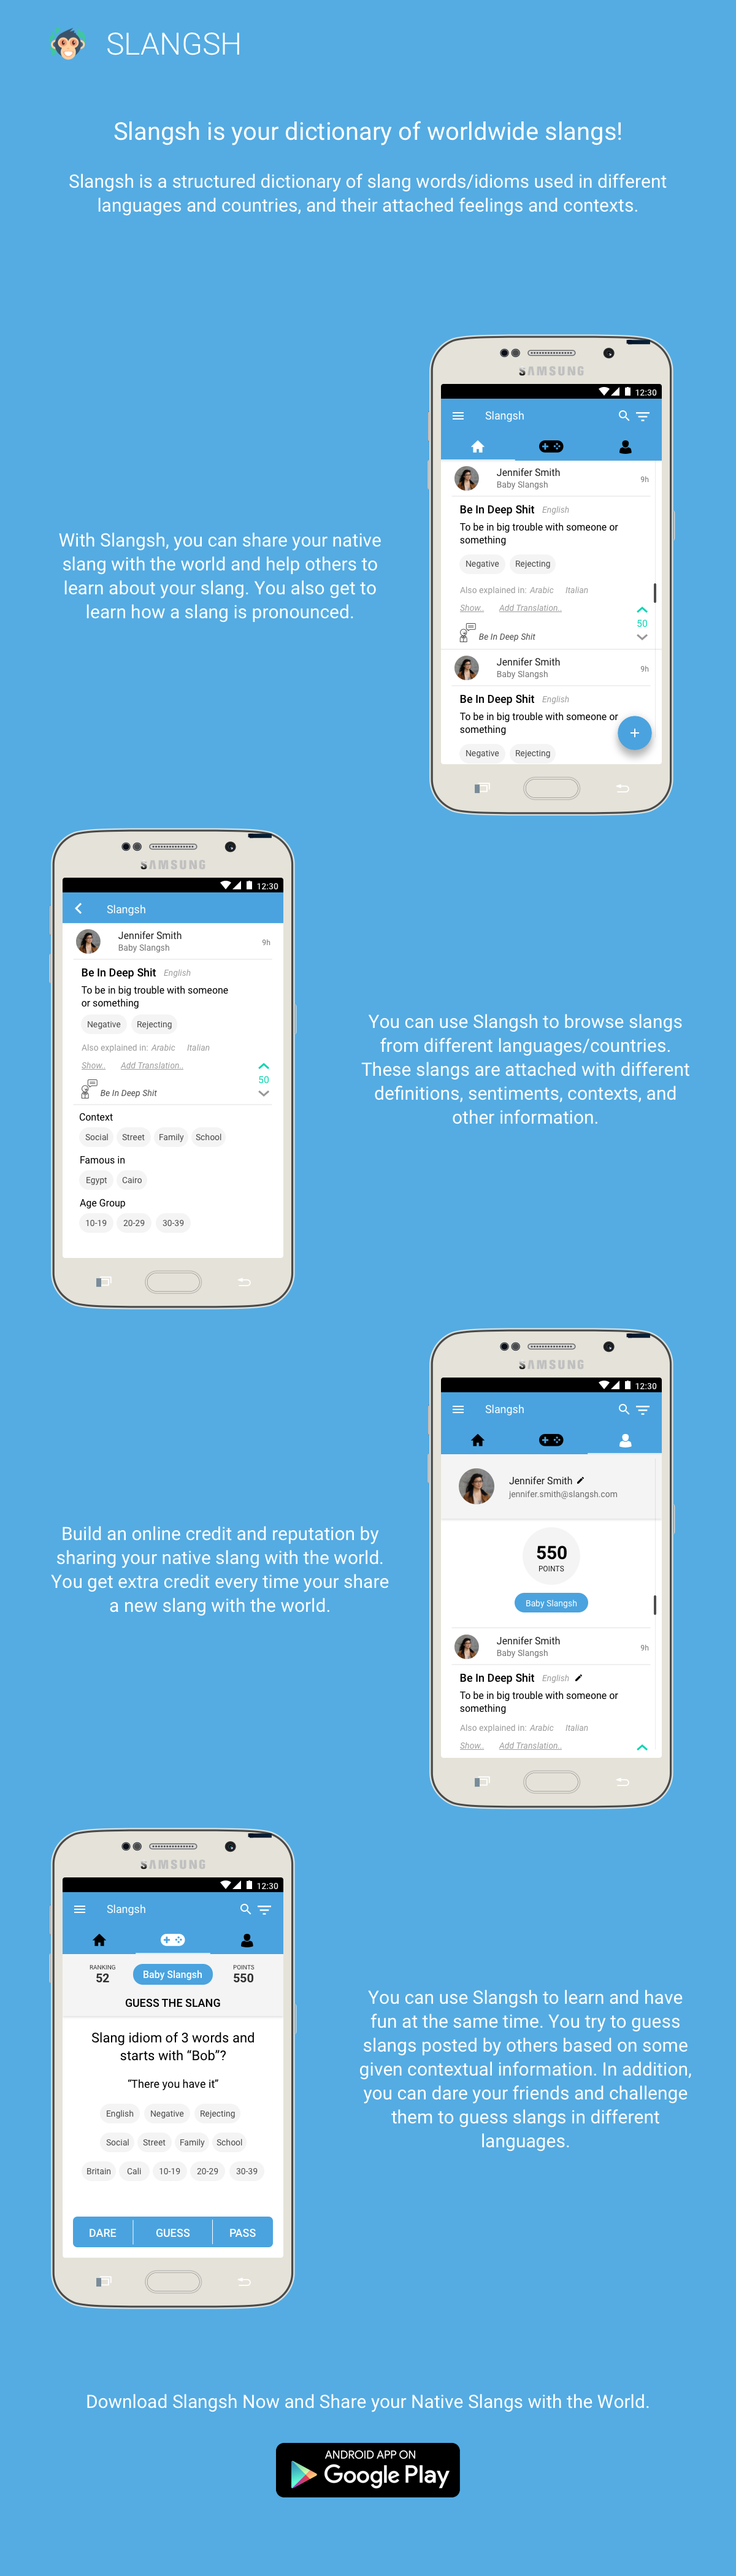 SLANGSH
Slangsh is your dictionary of worldwide slangs!
Slangsh is a structured dictionary of slang words/idioms used in different
languages and countries, and their attached feelings and contexts.
With Slangsh, you can share your native
slang with the world and help others to
learn about your slang. You also get to
learn how a slang is pronounced.
SAMSUNG
12:30
Slangsh
Jennifer Smith
Baby Slangsh
9h
Be In Deep Shit English
To be in big trouble with someone or
something
Negative Rejecting
Also explained in: Arabic Italian
Show.. Add Translation..
50
Be In Deep Shit
Jennifer Smith
Baby Slangsh
9h
Be In Deep Shit English
To be in big trouble with someone or
something
Negative Rejecting
+
SAMSUNG
12:30
Slangsh
Jennifer Smith
Baby Slangsh
9h
Be In Deep Shit English
To be in big trouble with someone
or something
Negative Rejecting
Also explained in: Arabic Italian
Show.. Add Translation..
50
Be In Deep Shit
Context
Social Street Family School
Famous in
Egypt Cairo
Age Group
10-19 20-29 30-39
You can use Slangsh to browse slangs
from different languages/countries.
These slangs are attached with different
definitions, sentiments, contexts, and
other information.
Build an online credit and reputation by
sharing your native slang with the world.
You get extra credit every time your share
a new slang with the world.
SAMSUNG
12:30
Slangsh
Jennifer Smith
jennifer.smith@slangsh.com
550
POINTS
Baby Slangsh
Jennifer Smith
Baby Slangsh
9h
Be In Deep Shit English
To be in big trouble with someone or
something
Also explained in: Arabic Italian
Show.. Add Translation..
SAMSUNG
12:30
Slangsh
RANKING
52
Baby Slangsh
POINTS
550
GUESS THE SLANG
Slang idiom of 3 words and
starts with “Bob”?
“There you have it”
English Negative Rejecting
Social Street Family School
Britain Cali 10-19 20-29 30-39
DARE GUESS PASS
You can use Slangsh to learn and have
fun at the same time. You try to guess
slangs posted by others based on some
given contextual information. In addition,
you can dare your friends and challenge
them to guess slangs in different
languages.
Download Slangsh Now and Share your Native Slangs with the World.
ANDROID APP ON
Google Play